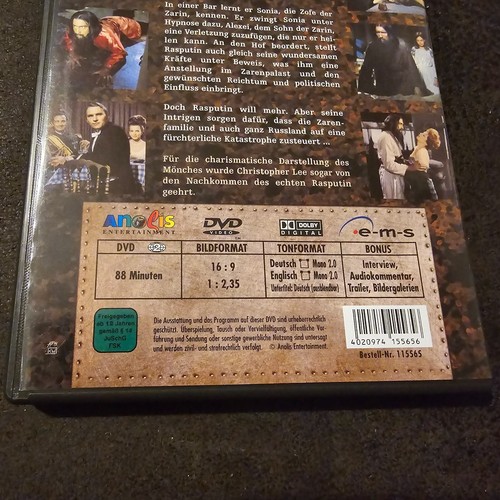 In einer Bar lernt er Sonia, die Zofe der
Zarin, kennen. Er zwingt Sonia unter
Hypnose dazu, Alexei, dem Sohn der Zarin,
eine Verletzung zuzufügen, die nur er hei-
len kann. An den Hof beordert, stellt
Rasputin auch gleich seine wundersamen
Kräfte unter Beweis, was ihm eine
Anstellung im Zarenpalast und den
gewünschten Reichtum und politischen
Einfluss einbringt.
Doch Rasputin will mehr. Aber seine
Intrigen sorgen dafür, dass die Zaren-
familie und auch ganz Russland auf eine
fürchterliche Katastrophe zusteuert ...
Für die charismatische Darstellung des
Mönches wurde Christopher Lee sogar von
den Nachkommen des echten Rasputin
geehrt.
Anolis
ENTERTAINMENT
DVD
VIDEO
DOLBY
DIGITAL
e-m-s
DVD 2 BILDFORMAT TONFORMAT BONUS
88 Minuten
16 : 9
1 : 2,35
Deutsch Mono 2.0
Englisch Mono 2.0
Untertitel: Deutsch (ausblendbar)
Interview,
Audiokommentar,
Trailer, Bildergalerien
Freigegeben
ab 18 Jahren
gemäß § 14
JuSchG
FSK
Die Ausstattung und das Programm auf dieser DVD sind urheberrechtlich
geschützt. Überspielung, Tausch oder Vervielfältigung, öffentliche Vor-
führung und Sendung oder sonstige gewerbliche Nutzung sind untersagt
und werden zivil- und strafrechtlich verfolgt. © Anolis Entertainment.
4020974 155656
Bestell-Nr. 115565